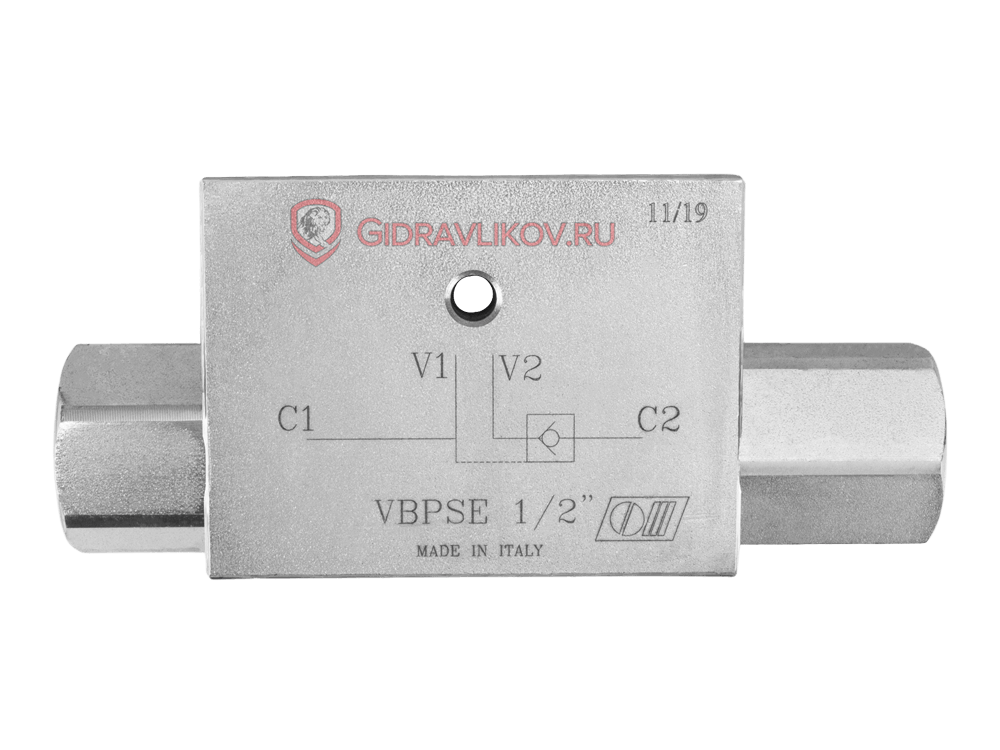 GIDRAVLIKOV.RU
11/19
V1 V2
C1 C2
VBPSE 1/2”
MADE IN ITALY